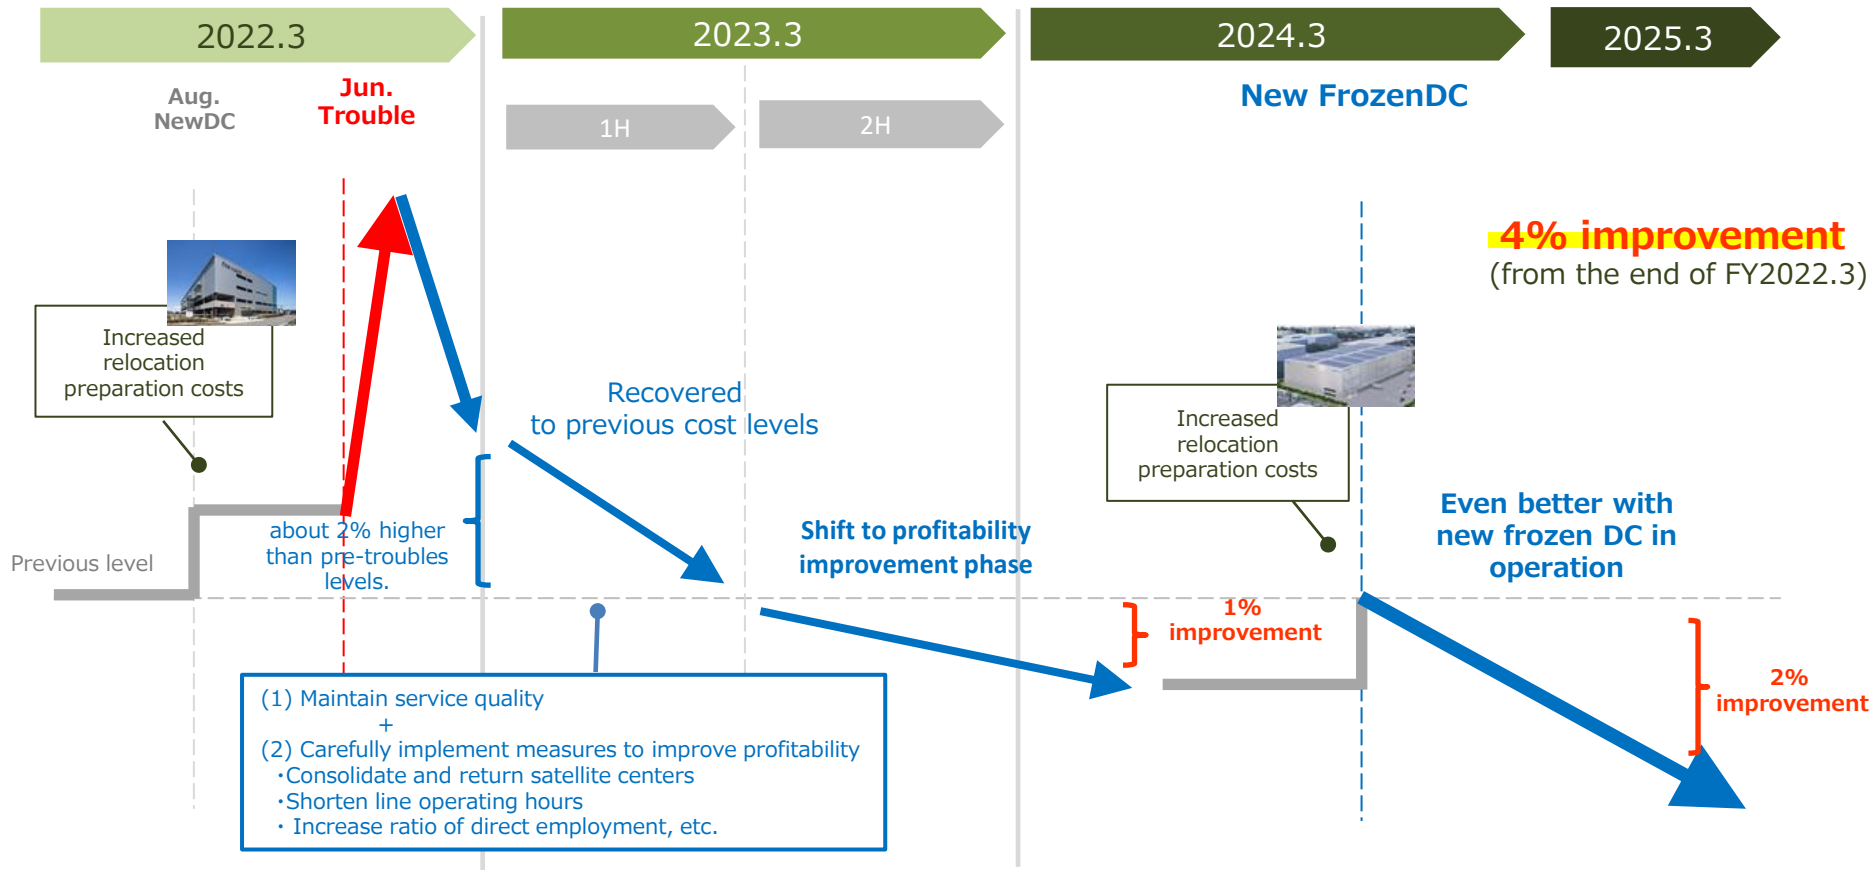 2022.3
2023.3
2024.3
2025.3
Aug.
NewDC
Jun.
Trouble
1H
2H
New FrozenDC
4% improvement
(from the end of FY2022.3)
Increased
relocation
preparation costs
Recovered
to previous cost levels
Increased
relocation
preparation costs
Previous level
about 2% higher
than pre-troubles
levels.
Shift to profitability
improvement phase
Even better with
new frozen DC in
operation
1%
improvement
2%
improvement
(1) Maintain service quality
+
(2) Carefully implement measures to improve profitability
・Consolidate and return satellite centers
・Shorten line operating hours
・ Increase ratio of direct employment, etc.